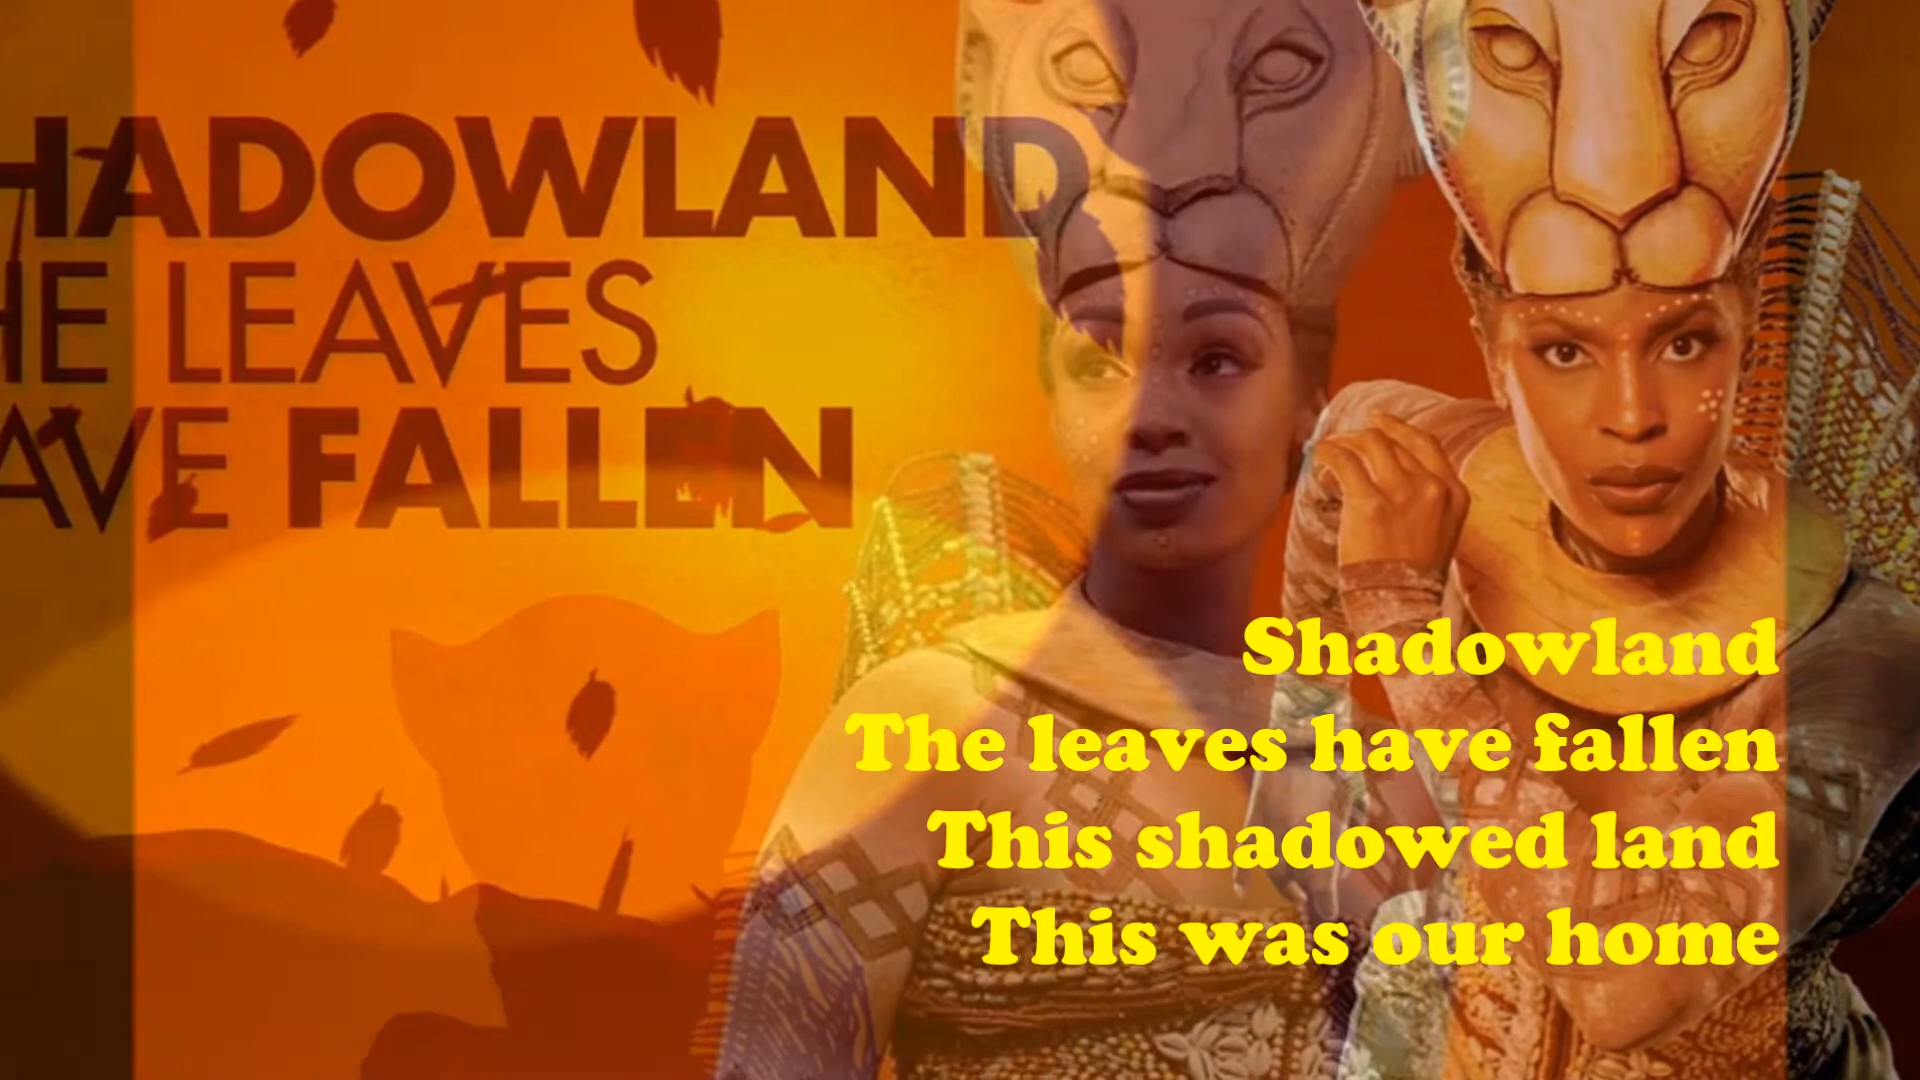 HADOWLAND
HE LEAVES
AVE FALLEN
Shadowland
The leaves have fallen
This shadowed land
This was our home